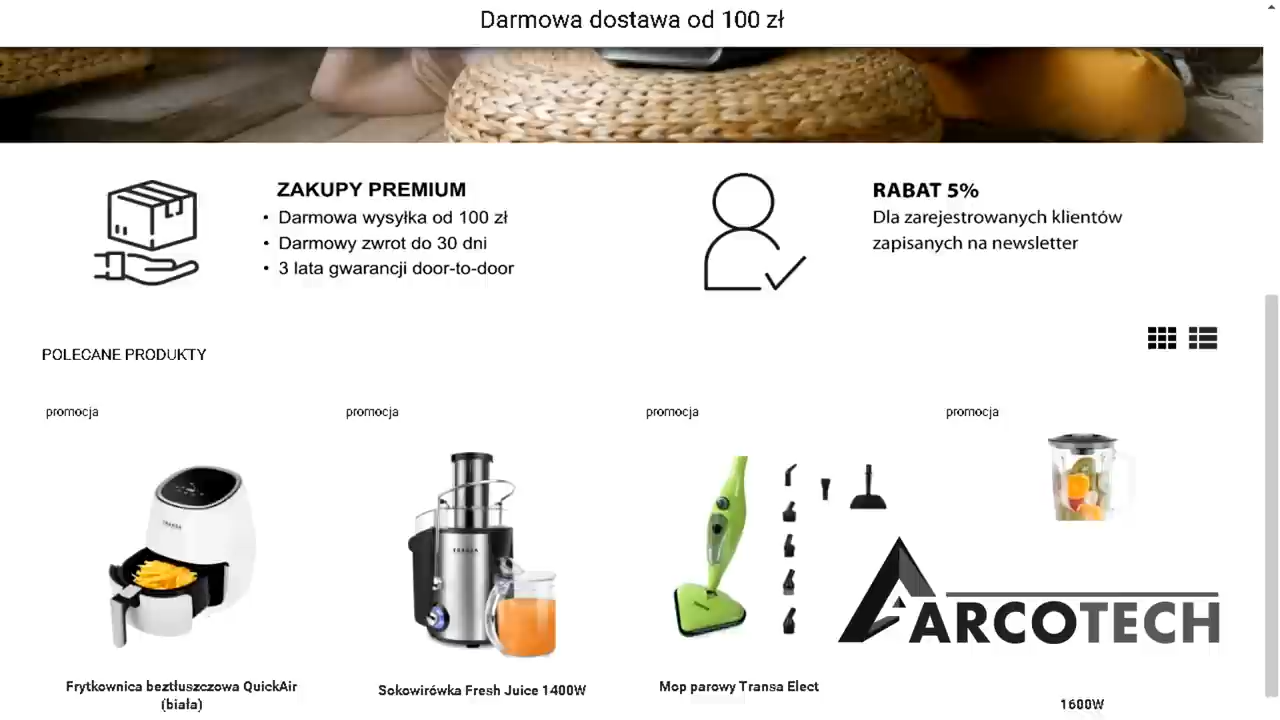 Darmowa dostawa od 100 zł
ZAKUPY PREMIUM
• Darmowa wysyłka od 100 zł
• Darmowy zwrot do 30 dni
• 3 lata gwarancji door-to-door
RABAT 5%
Dla zarejestrowanych klientów
zapisanych na newsletter
POLECANE PRODUKTY
promocja
promocja
promocja
promocja
TRANSA
TRANSA
ARCOTECH
Frytkownica beztłuszczowa QuickAir
(biała)
Sokowirówka Fresh Juice 1400W
Mop parowy Transa Elect
1600W